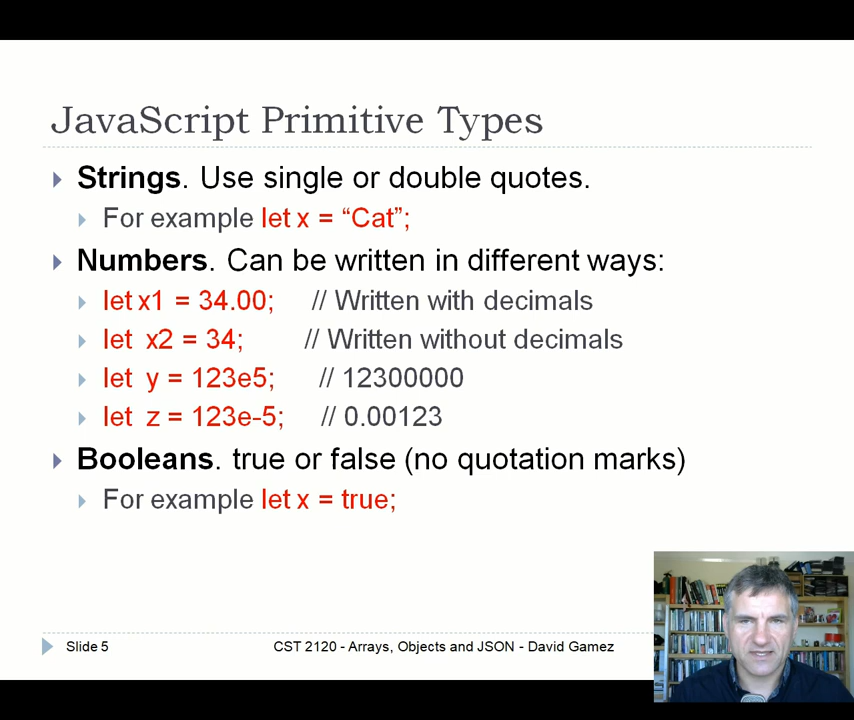 JavaScript Primitive Types
Strings. Use single or double quotes.
For example let x = “Cat”;
Numbers. Can be written in different ways:
let x1 = 34.00; // Written with decimals
let x2 = 34; // Written without decimals
let y = 123e5; // 12300000
let z = 123e-5; // 0.00123
Booleans. true or false (no quotation marks)
For example let x = true;
Slide 5
CST 2120 - Arrays, Objects and JSON - David Gamez